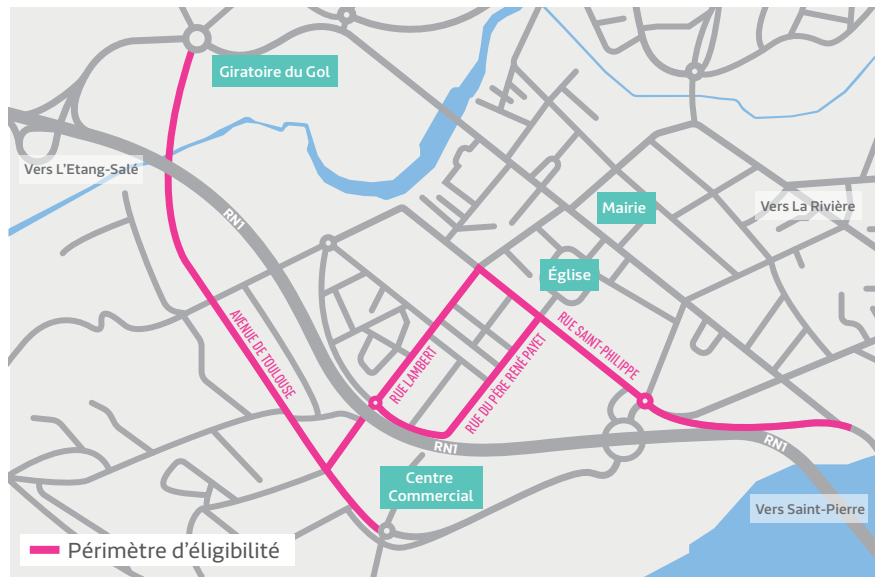 Giratoire du Gol
Vers L'Etang-Salé
Mairie
Vers La Rivière
RN1
Église
AVENUE DE TOULOUSE
RUE LAMBERT
RUE DU PÈRE RENÉ PAYET
RUE SAINT-PHILIPPE
RN1
RN1
Centre
Commercial
Vers Saint-Pierre
Périmètre d'éligibilité